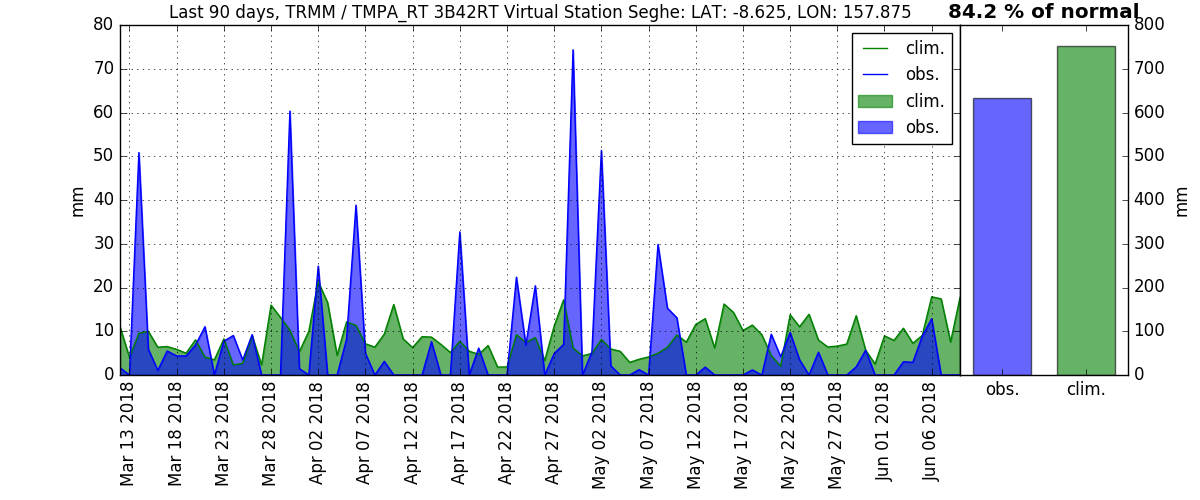 Last 90 days, TRMM / TMPA_RT 3B42RT Virtual Station Seghe: LAT: -8.625, LON: 157.875
84.2 % of normal
80
70
60
50
40
30
20
10
0
mm
clim.
obs.
clim.
obs.
800
700
600
500
400
300
200
100
0
mm
Mar 13 2018
Mar 18 2018
Mar 23 2018
Mar 28 2018
Apr 02 2018
Apr 07 2018
Apr 12 2018
Apr 17 2018
Apr 22 2018
Apr 27 2018
May 02 2018
May 07 2018
May 12 2018
May 17 2018
May 22 2018
May 27 2018
Jun 01 2018
Jun 06 2018
obs.
clim.